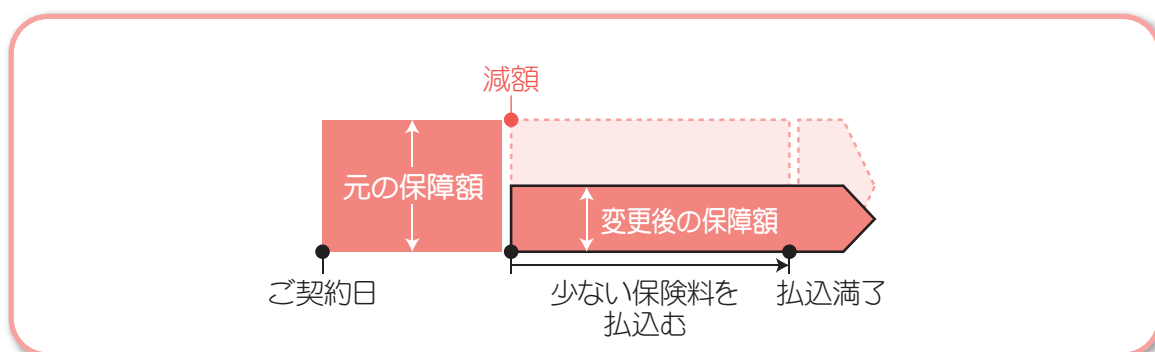 減額
元の保障額
変更後の保障額
ご契約日
少ない保険料を
払込む
払込満了